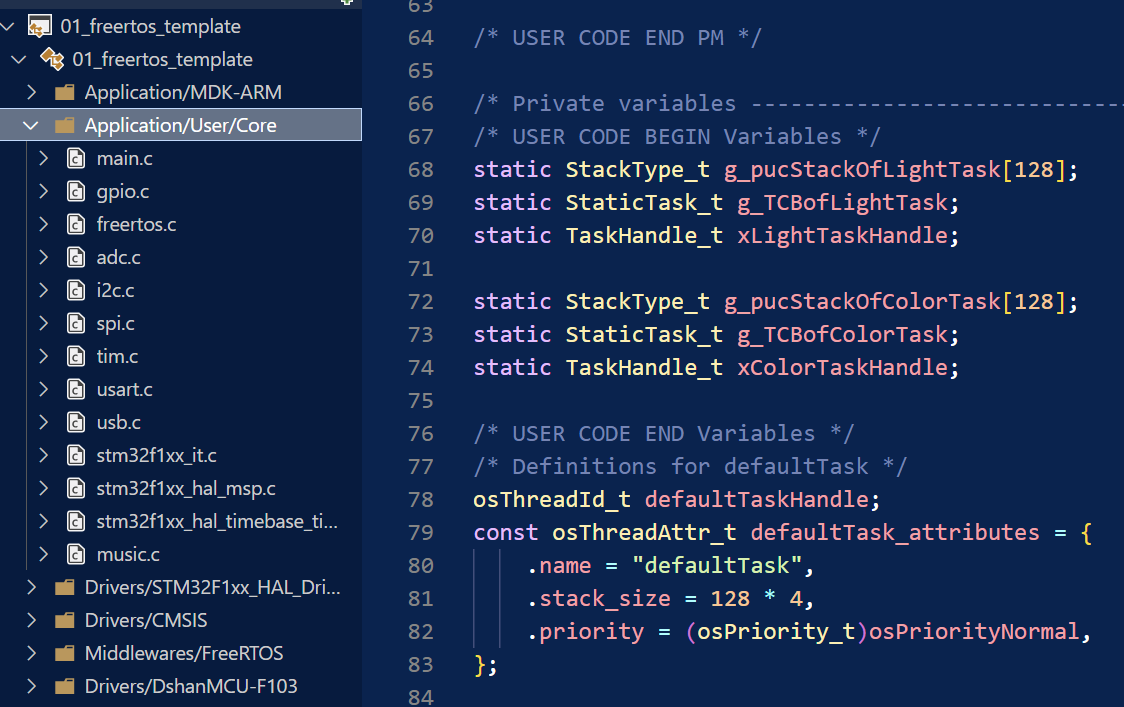 01_freertos_template
01_freertos_template
Application/MDK-ARM
Application/User/Core
main.c
gpio.c
freertos.c
adc.c
i2c.c
spi.c
tim.c
usart.c
usb.c
stm32f1xx_it.c
stm32f1xx_hal_msp.c
stm32f1xx_hal_timebase_ti...
music.c
Drivers/STM32F1xx_HAL_Dri...
Drivers/CMSIS
Middlewares/FreeRTOS
Drivers/DshanMCU-F103
63
64 /* USER CODE END PM */
65
66 /* Private variables -----------------------------
67 /* USER CODE BEGIN Variables */
68 static StackType_t g_pucStackOfLightTask[128];
69 static StaticTask_t g_TCBofLightTask;
70 static TaskHandle_t xLightTaskHandle;
71
72 static StackType_t g_pucStackOfColorTask[128];
73 static StaticTask_t g_TCBofColorTask;
74 static TaskHandle_t xColorTaskHandle;
75
76 /* USER CODE END Variables */
77 /* Definitions for defaultTask */
78 osThreadId_t defaultTaskHandle;
79 const osThreadAttr_t defaultTask_attributes = {
80 .name = "defaultTask",
81 .stack_size = 128 * 4,
82 .priority = (osPriority_t)osPriorityNormal,
83 };
84